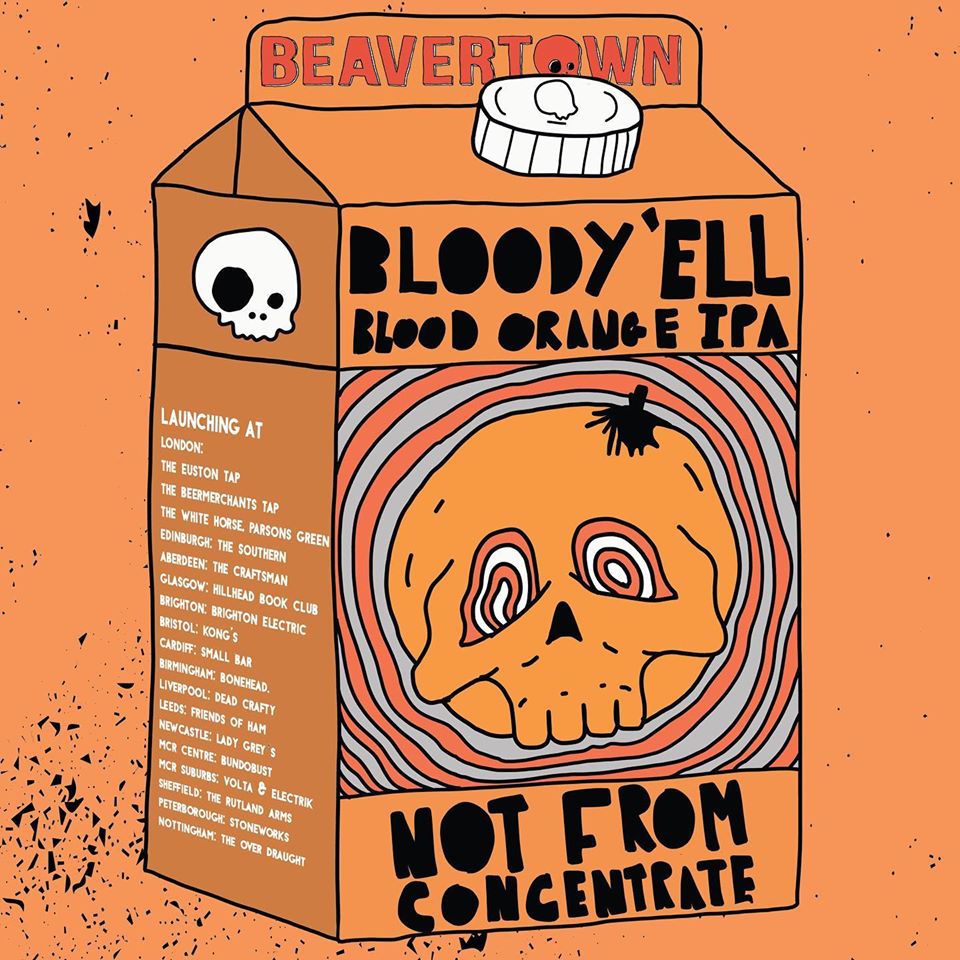 BEAVERTOWN
BLOODY 'ELL
BLOOD ORANGE IPA
LAUNCHING AT
LONDON:
THE EUSTON TAP
THE BEERMERCHANTS TAP
THE WHITE HORSE, PARSONS GREEN
EDINBURGH: THE SOUTHERN
ABERDEEN: THE CRAFTSMAN
GLASGOW: HILLHEAD BOOK CLUB
BRIGHTON: BRIGHTON ELECTRIC
BRISTOL: KONG'S
CARDIFF: SMALL BAR
BIRMINGHAM: BONEHEAD.
LIVERPOOL: DEAD CRAFTY
LEEDS: FRIENDS OF HAM
NEWCASTLE: LADY GREY'S
MCR CENTRE: BUNDOBUST
MCR SUBURBS: VOLTA & ELECTRIK
SHEFFIELD: THE RUTLAND ARMS
PETERBOROUGH: STONEWORKS
NOTTINGHAM: THE OVER DRAUGHT
NOT FROM
CONCENTRATE